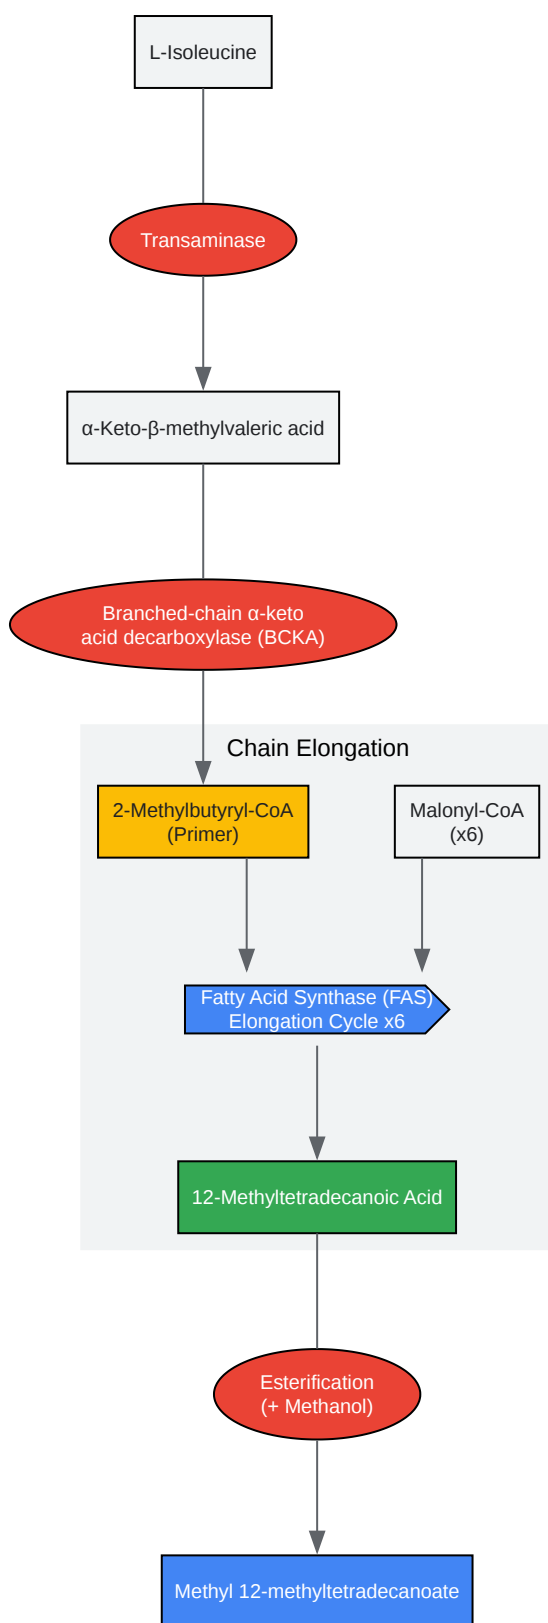 L-Isoleucine
Transaminase
α-Keto-β-methylvaleric acid
Branched-chain α-keto
acid decarboxylase (BCKA)
Chain Elongation
2-Methylbutyryl-CoA
(Primer)
Malonyl-CoA
(x6)
Fatty Acid Synthase (FAS)
Elongation Cycle x6
12-Methyltetradecanoic Acid
Esterification
(+ Methanol)
Methyl 12-methyltetradecanoate